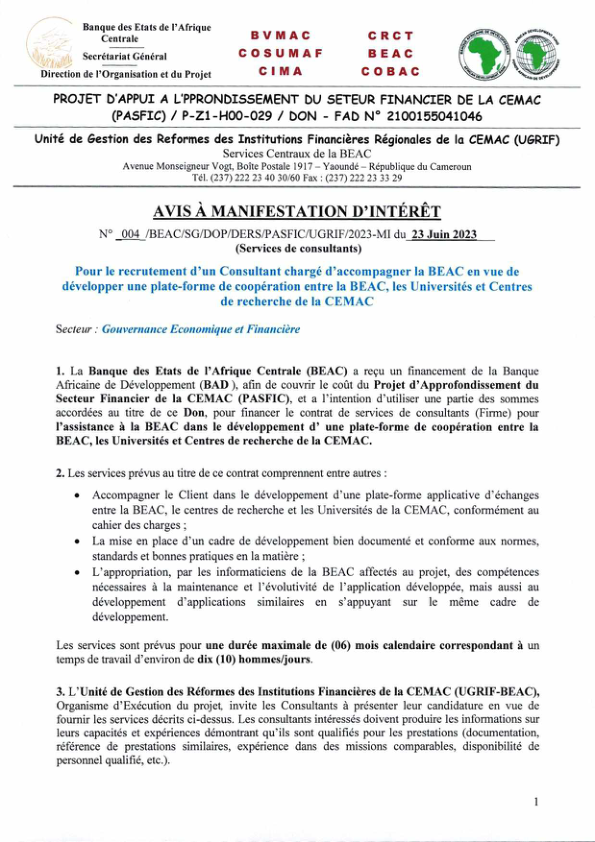 Banque des Etats de l'Afrique
Centrale
Secrétariat Général
Direction de l'Organisation et du Projet
BVMAC CRCT
COSUMAF BEAC
CIMA COBAC
PROJET D'APPUI A L'PPRONDISSEMENT DU SETEUR FINANCIER DE LA CEMAC
(PASFIC) / P-Z1-H00-029 / DON - FAD N° 2100155041046
Unité de Gestion des Reformes des Institutions Financières Régionales de la CEMAC (UGRIF)
Services Centraux de la BEAC
Avenue Monseigneur Vogt, Boîte Postale 1917 – Yaoundé – République du Cameroun
Tél. (237) 222 23 40 30/60 Fax : (237) 222 23 33 29
AVIS À MANIFESTATION D'INTÉRÊT
N° _004_/BEAC/SG/DOP/DERS/PASFIC/UGRIF/2023-MI du 23 Juin 2023
(Services de consultants)
Pour le recrutement d'un Consultant chargé d'accompagner la BEAC en vue de
développer une plate-forme de coopération entre la BEAC, les Universités et Centres
de recherche de la CEMAC
Secteur : Gouvernance Economique et Financière
1. La Banque des Etats de l'Afrique Centrale (BEAC) a reçu un financement de la Banque
Africaine de Développement (BAD ), afin de couvrir le coût du Projet d'Approfondissement du
Secteur Financier de la CEMAC (PASFIC), et a l'intention d'utiliser une partie des sommes
accordées au titre de ce Don, pour financer le contrat de services de consultants (Firme) pour
l'assistance à la BEAC dans le développement d' une plate-forme de coopération entre la
BEAC, les Universités et Centres de recherche de la CEMAC.
2. Les services prévus au titre de ce contrat comprennent entre autres :
• Accompagner le Client dans le développement d'une plate-forme applicative d'échanges
entre la BEAC, le centres de recherche et les Universités de la CEMAC, conformément au
cahier des charges ;
• La mise en place d'un cadre de développement bien documenté et conforme aux normes,
standards et bonnes pratiques en la matière ;
• L'appropriation, par les informaticiens de la BEAC affectés au projet, des compétences
nécessaires à la maintenance et l'évolutivité de l'application développée, mais aussi au
développement d'applications similaires en s'appuyant sur le même cadre de
développement.
Les services sont prévus pour une durée maximale de (06) mois calendaire correspondant à un
temps de travail d'environ de dix (10) hommes/jours.
3. L'Unité de Gestion des Réformes des Institutions Financières de la CEMAC (UGRIF-BEAC),
Organisme d'Exécution du projet, invite les Consultants à présenter leur candidature en vue de
fournir les services décrits ci-dessus. Les consultants intéressés doivent produire les informations sur
leurs capacités et expériences démontrant qu'ils sont qualifiés pour les prestations (documentation,
référence de prestations similaires, expérience dans des missions comparables, disponibilité de
personnel qualifié, etc.).
1